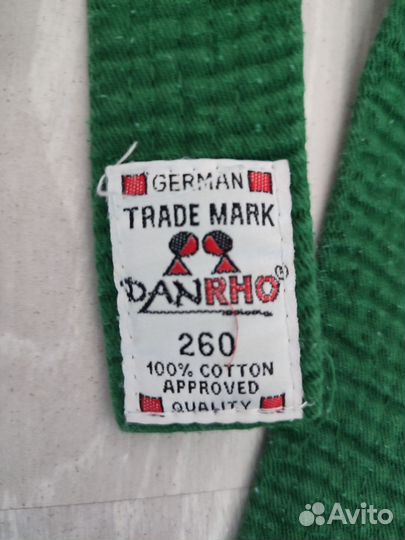 GERMAN
TRADE MARK
DANRHO®
260
100% COTTON
APPROVED
QUALITY
Avito